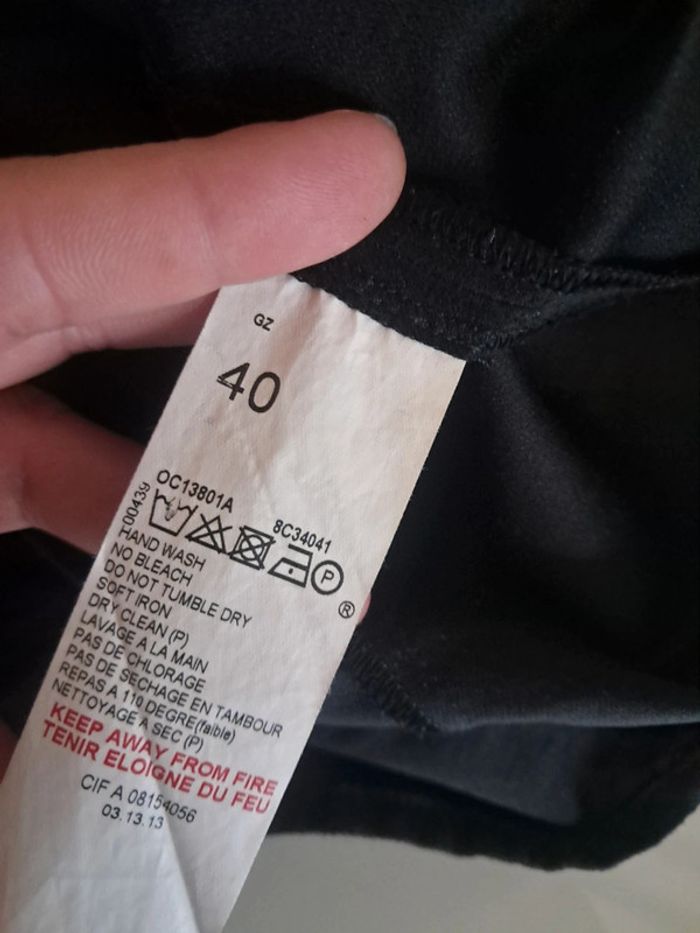 GZ
40
OC13801A
8C34041
P
®
HAND WASH
NO BLEACH
DO NOT TUMBLE DRY
SOFT IRON
DRY CLEAN (P)
LAVAGE A LA MAIN
PAS DE CHLORAGE
PAS DE SECHAGE EN TAMBOUR
REPAS A 110 DEGRE(faible)
NETTOYAGE A SEC (P)
KEEP AWAY FROM FIRE
TENIR ELOIGNE DU FEU
CIF A 08154056
03.13.13